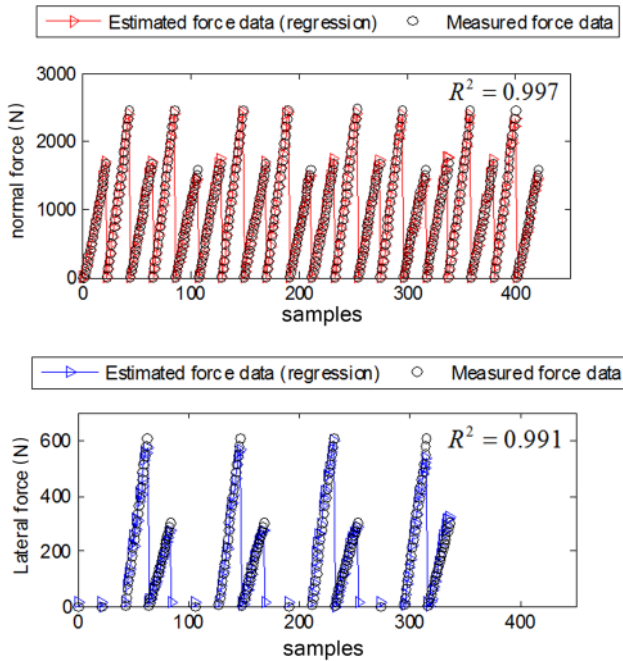 Estimated force data (regression) Measured force data
R² = 0.997
normal force (N)
3000
2000
1000
0
0 100 200 300 400
samples
Estimated force data (regression) Measured force data
R² = 0.991
Lateral force (N)
600
400
200
0
0 100 200 300 400
samples